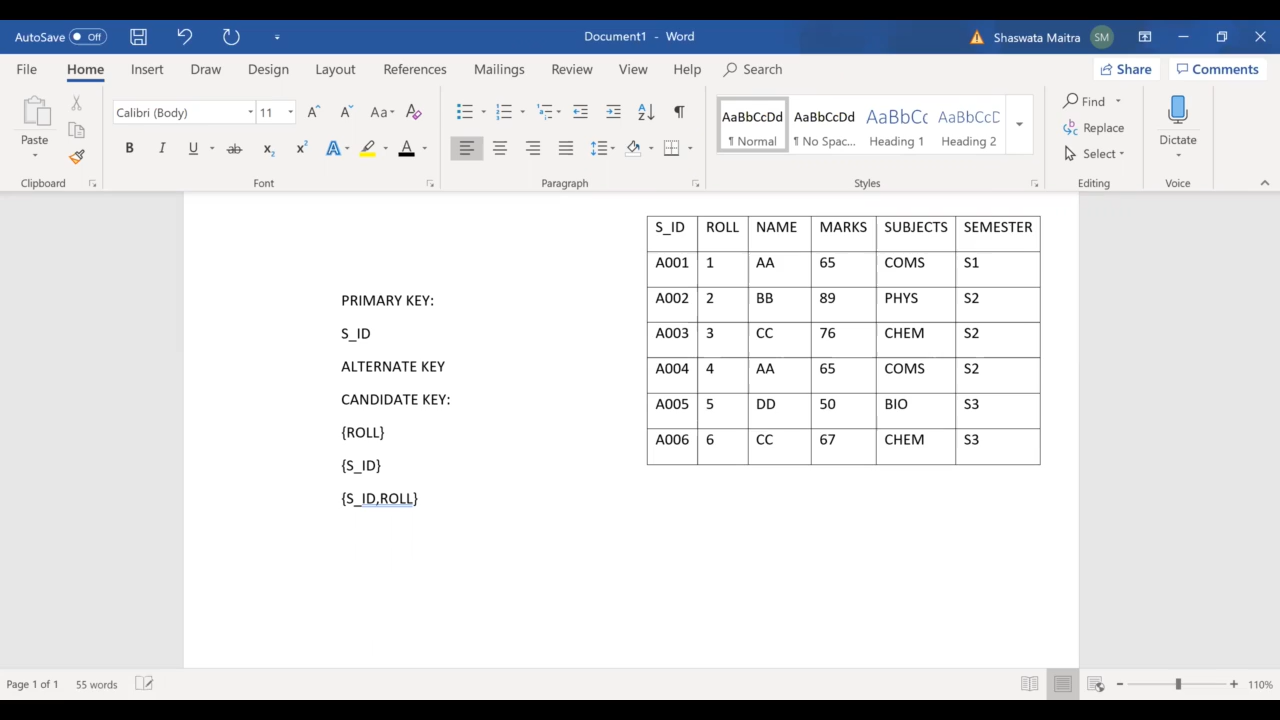 AutoSave Off
Document1 - Word
Shaswata Maitra SM
File Home Insert Draw Design Layout References Mailings Review View Help Search Share Comments
Paste
Clipboard
Calibri (Body) 11
Aa
B I U ab x2 x2 A A
Font
Paragraph
AaBbCcDd AaBbCcDd AaBbCc AaBbCcC
¶ Normal ¶ No Spac... Heading 1 Heading 2
Styles
Find
Replace
Select
Editing
Dictate
Voice
PRIMARY KEY:
S_ID
ALTERNATE KEY
CANDIDATE KEY:
{ROLL}
{S_ID}
{S_ID,ROLL}
S_ID ROLL NAME MARKS SUBJECTS SEMESTER
A001 1 AA 65 COMS S1
A002 2 BB 89 PHYS S2
A003 3 CC 76 CHEM S2
A004 4 AA 65 COMS S2
A005 5 DD 50 BIO S3
A006 6 CC 67 CHEM S3
Page 1 of 1 55 words
110%